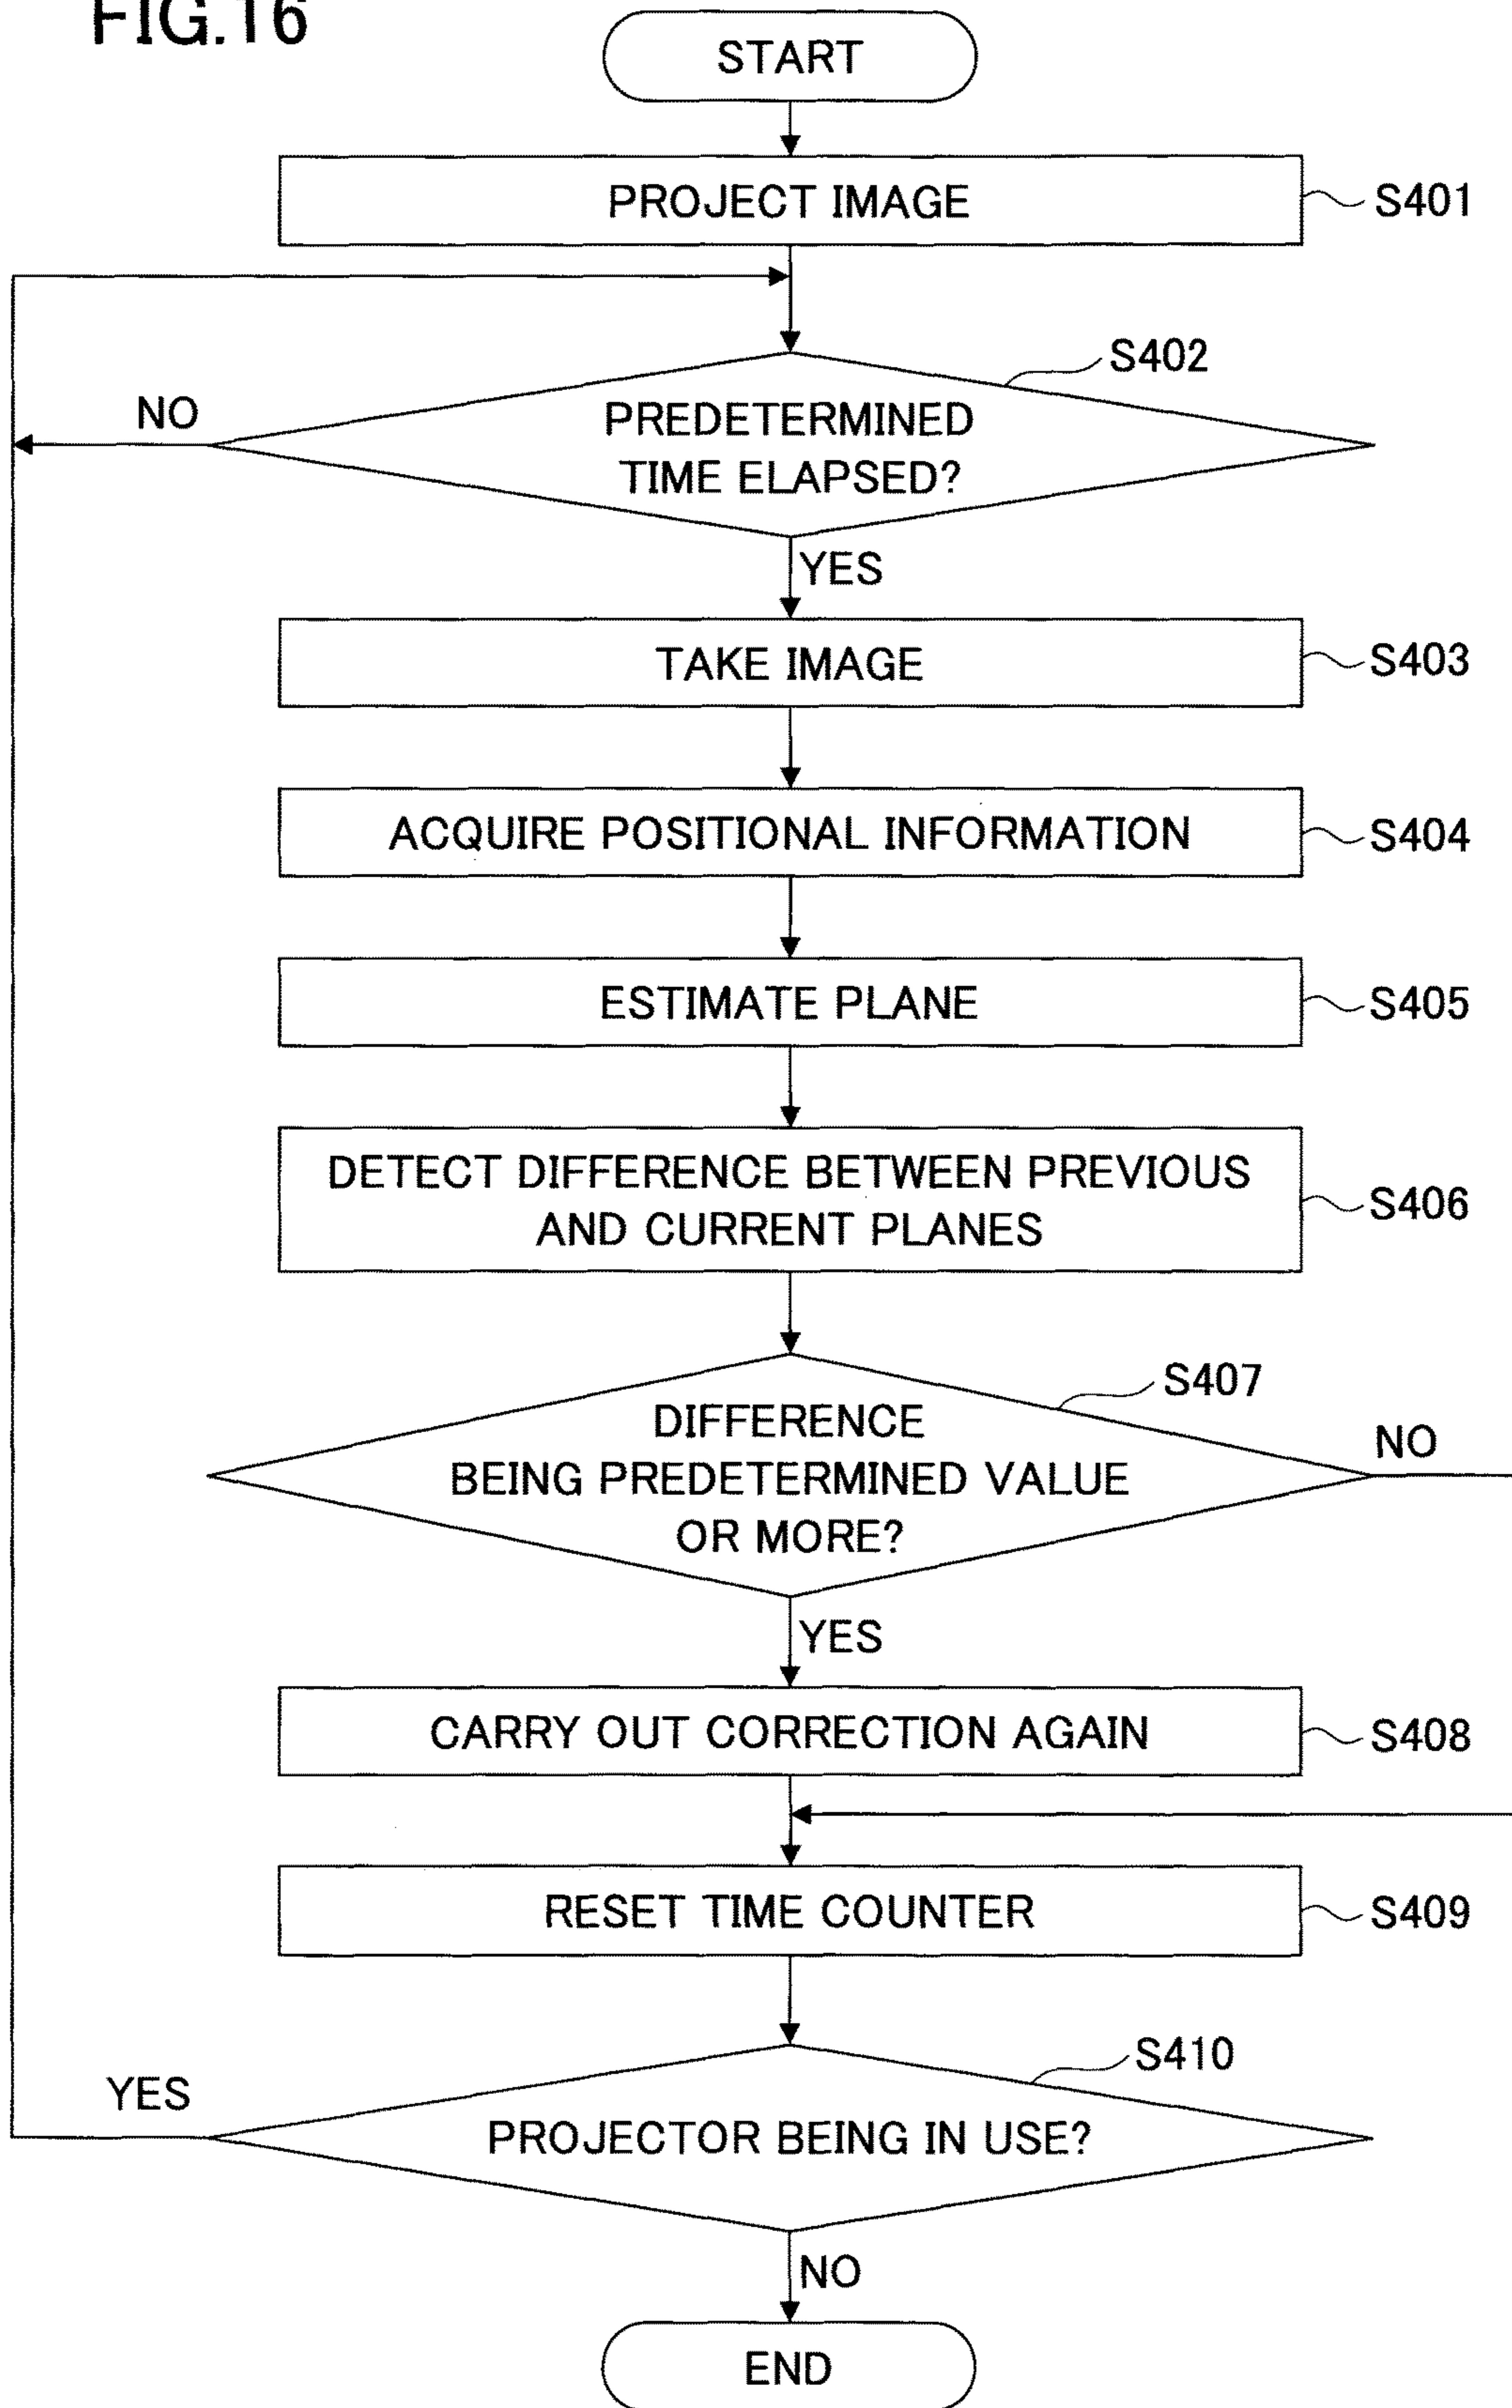 FIG.16
START
PROJECT IMAGE
S401
S402
NO
PREDETERMINED
TIME ELAPSED?
YES
TAKE IMAGE
S403
ACQUIRE POSITIONAL INFORMATION
S404
ESTIMATE PLANE
S405
DETECT DIFFERENCE BETWEEN PREVIOUS
AND CURRENT PLANES
S406
S407
DIFFERENCE
BEING PREDETERMINED VALUE
OR MORE?
NO
YES
CARRY OUT CORRECTION AGAIN
S408
RESET TIME COUNTER
S409
S410
YES
PROJECTOR BEING IN USE?
NO
END